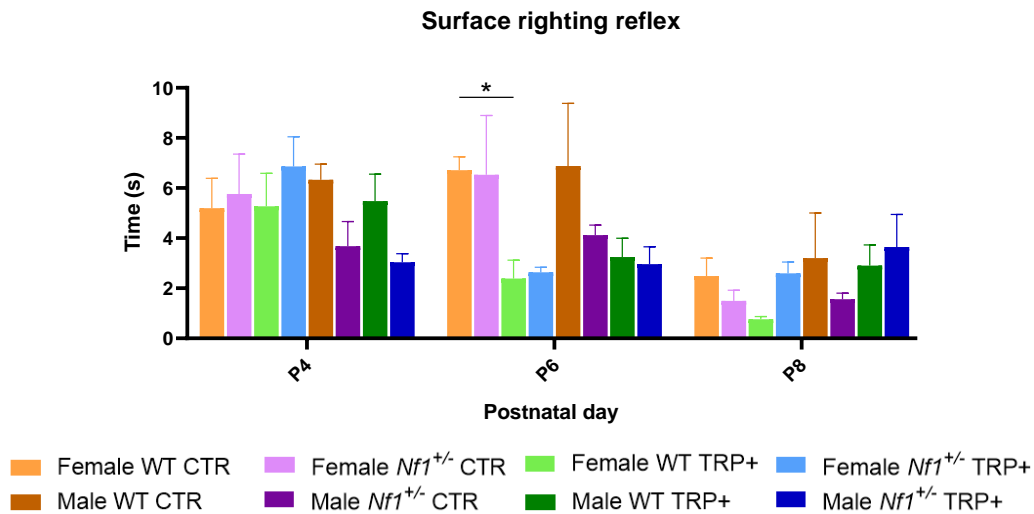 Surface righting reflex
*
10
8
6
4
2
0
Time (s)
P4
P6
P8
Postnatal day
Female WT CTR
Female Nf1+/- CTR
Female WT TRP+
Female Nf1+/- TRP+
Male WT CTR
Male Nf1+/- CTR
Male WT TRP+
Male Nf1+/- TRP+